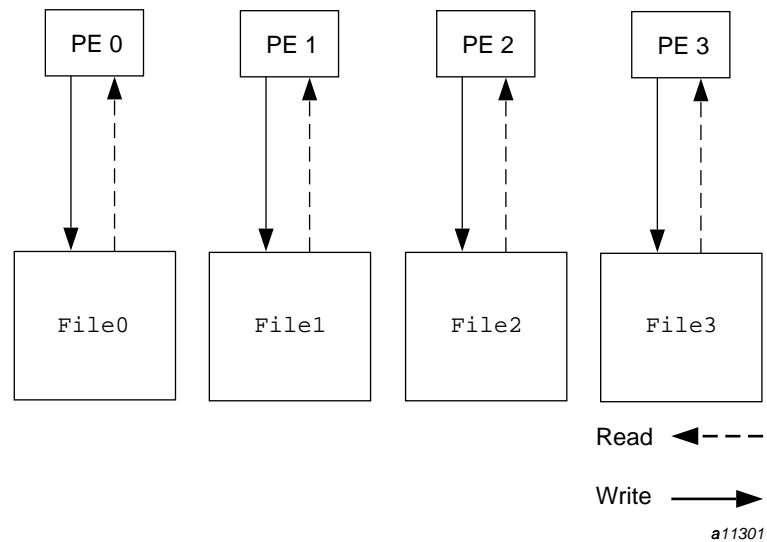 PE 0 PE 1 PE 2 PE 3
File0 File1 File2 File3
Read
Write
a11301